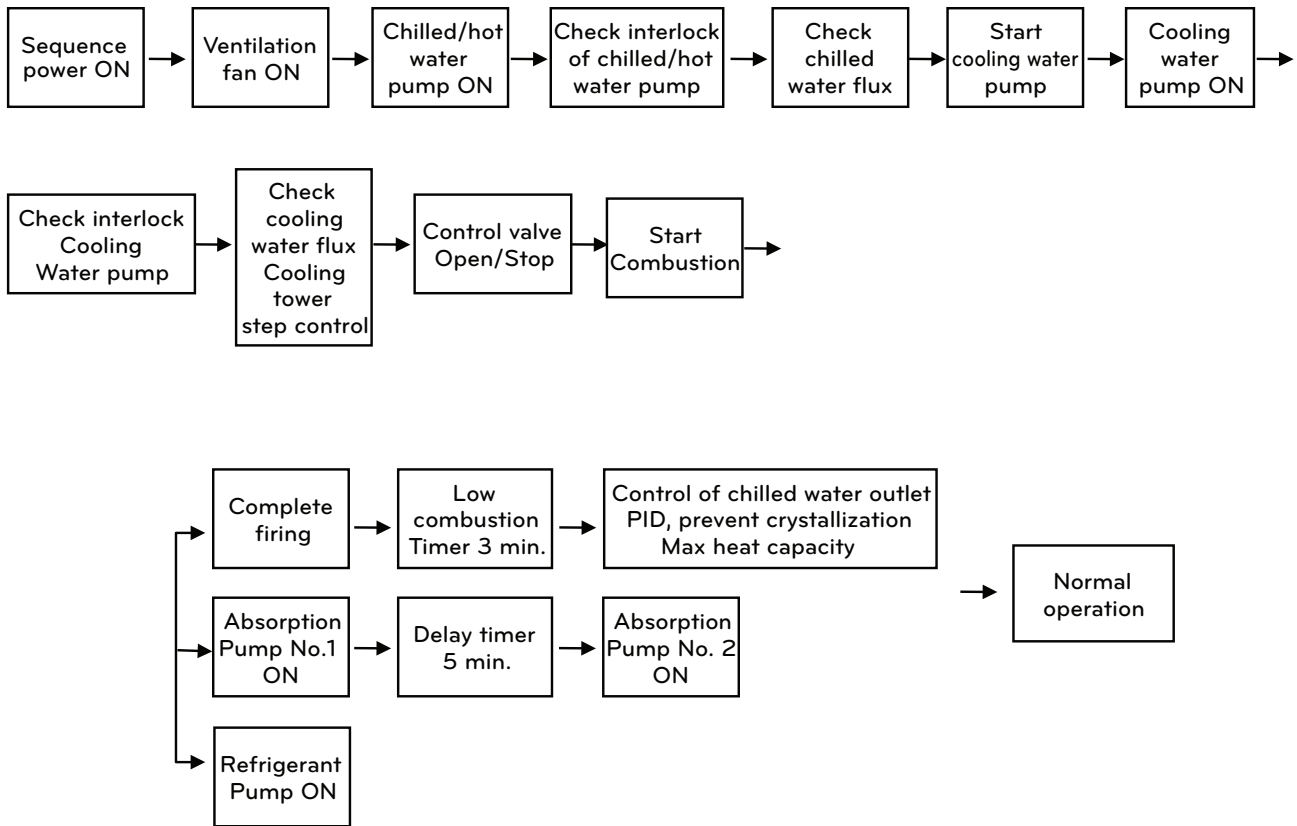 Sequence
power ON
Ventilation
fan ON
Chilled/hot
water
pump ON
Check interlock
of chilled/hot
water pump
Check
chilled
water flux
Start
cooling water
pump
Cooling
water
pump ON
Check interlock
Cooling
Water pump
Check
cooling
water flux
Cooling
tower
step control
Control valve
Open/Stop
Start
Combustion
Complete
firing
Low
combustion
Timer 3 min.
Control of chilled water outlet
PID, prevent crystallization
Max heat capacity
Absorption
Pump No.1
ON
Delay timer
5 min.
Absorption
Pump No. 2
ON
Refrigerant
Pump ON
Normal
operation